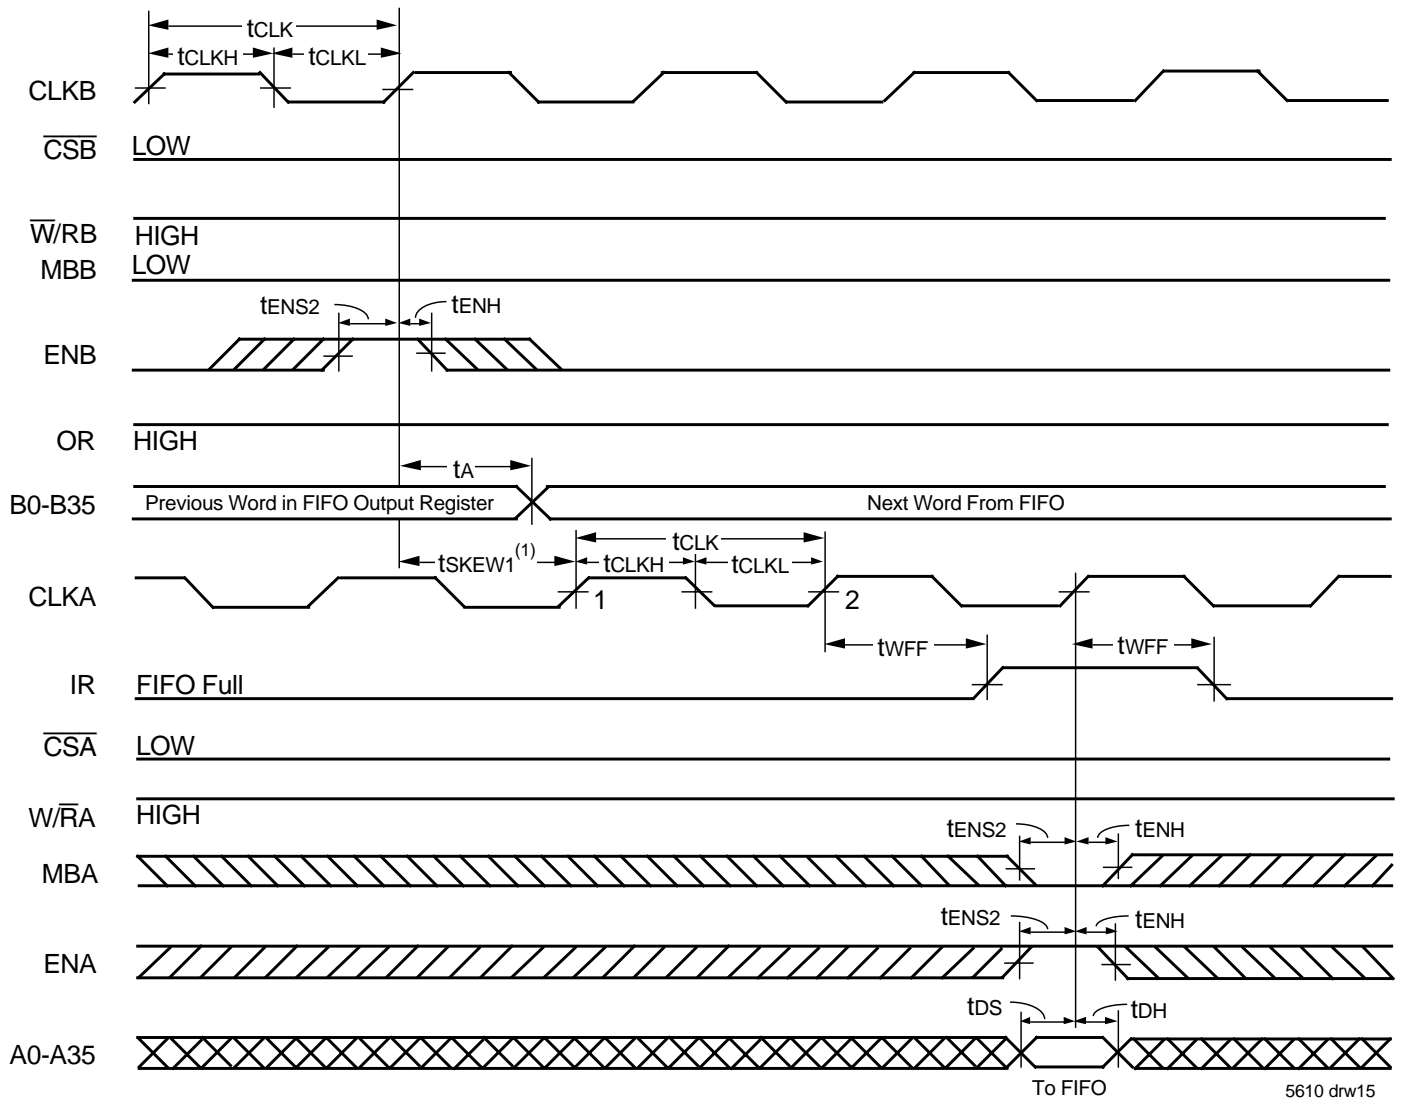 tCLK
tCLKH tCLKL
CLKB
CSB LOW
W/RB HIGH
MBB LOW
tENS2 tENH
ENB
OR HIGH
tA
B0-B35 Previous Word in FIFO Output Register Next Word From FIFO
tCLK
tSKEW1(1) tCLKH tCLKL
CLKA 1 2
tWFF tWFF
IR FIFO Full
CSA LOW
W/RA HIGH
tENS2 tENH
MBA
tENS2 tENH
ENA
tDS tDH
A0-A35
To FIFO
5610 drw15